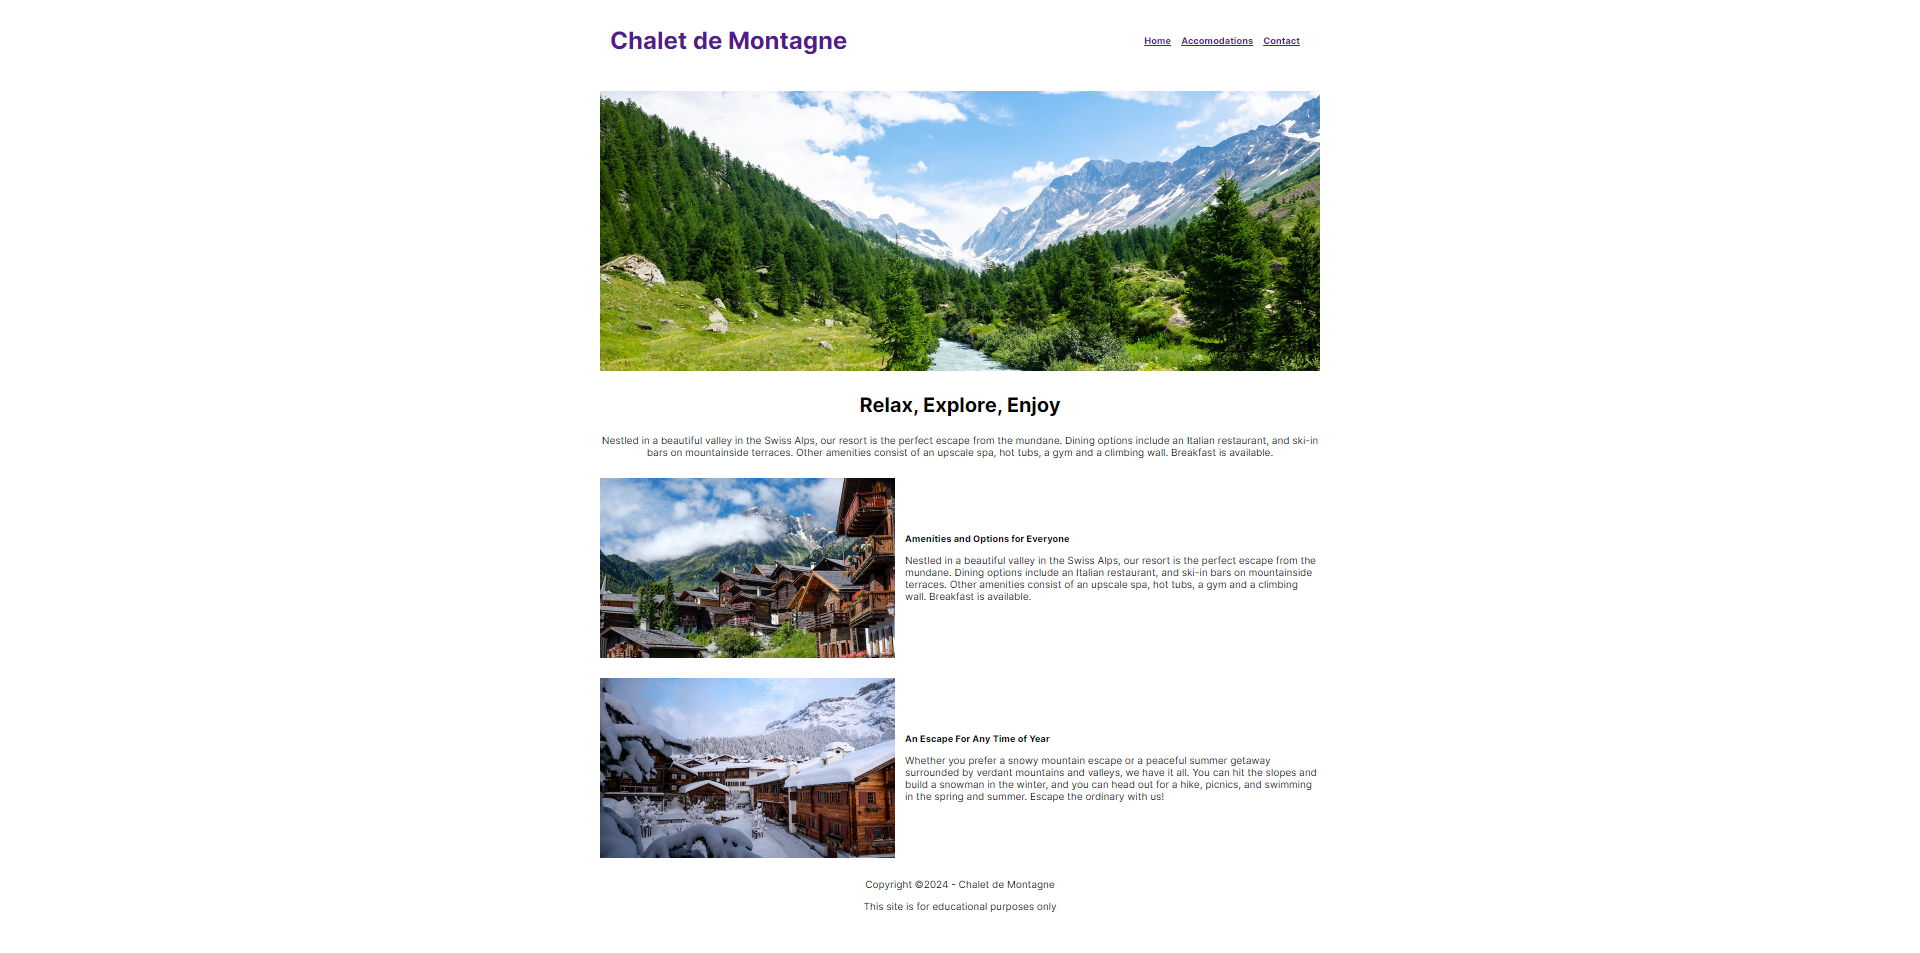 Chalet de Montagne
Home Accomodations Contact
Relax, Explore, Enjoy
Nestled in a beautiful valley in the Swiss Alps, our resort is the perfect escape from the mundane. Dining options include an Italian restaurant, and ski-in
bars on mountainside terraces. Other amenities consist of an upscale spa, hot tubs, a gym and a climbing wall. Breakfast is available.
Amenities and Options for Everyone
Nestled in a beautiful valley in the Swiss Alps, our resort is the perfect escape from the
mundane. Dining options include an Italian restaurant, and ski-in bars on mountainside
terraces. Other amenities consist of an upscale spa, hot tubs, a gym and a climbing
wall. Breakfast is available.
An Escape For Any Time of Year
Whether you prefer a snowy mountain escape or a peaceful summer getaway
surrounded by verdant mountains and valleys, we have it all. You can hit the slopes and
build a snowman in the winter, and you can head out for a hike, picnics, and swimming
in the spring and summer. Escape the ordinary with us!
Copyright ©2024 - Chalet de Montagne
This site is for educational purposes only